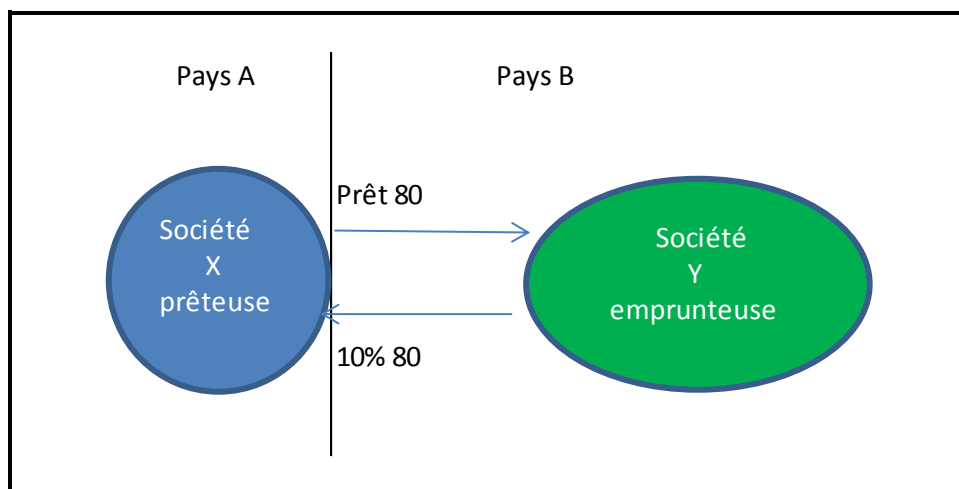 Pays A
Pays B
Prêt 80
Société
X
prêteuse
Société
Y
emprunteuse
10% 80